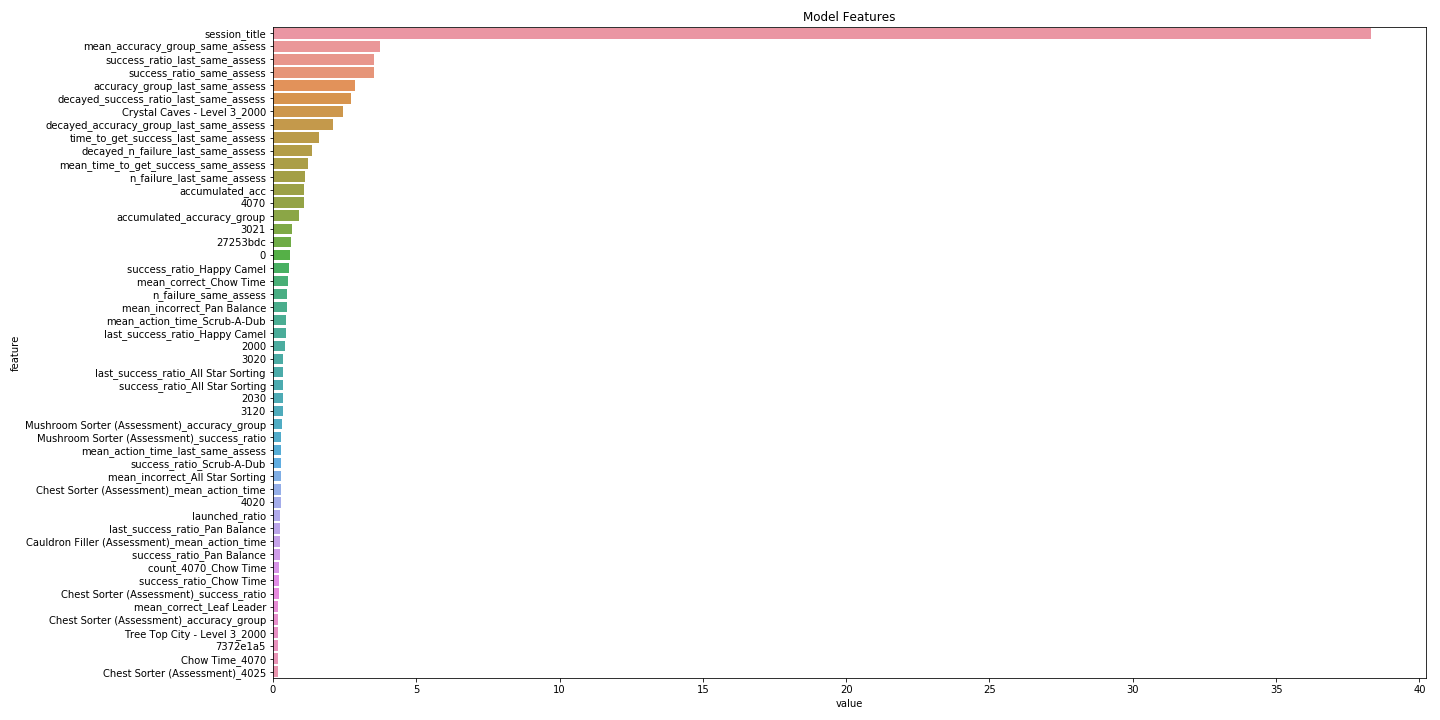 Model Features
session_title
mean_accuracy_group_same_assess
success_ratio_last_same_assess
success_ratio_same_assess
accuracy_group_last_same_assess
decayed_success_ratio_last_same_assess
Crystal Caves - Level 3_2000
decayed_accuracy_group_last_same_assess
time_to_get_success_last_same_assess
decayed_n_failure_last_same_assess
mean_time_to_get_success_same_assess
n_failure_last_same_assess
accumulated_acc
4070
accumulated_accuracy_group
3021
27253bdc
0
success_ratio_Happy Camel
mean_correct_Chow Time
n_failure_same_assess
mean_incorrect_Pan Balance
mean_action_time_Scrub-A-Dub
last_success_ratio_Happy Camel
2000
3020
last_success_ratio_All Star Sorting
success_ratio_All Star Sorting
2030
3120
Mushroom Sorter (Assessment)_accuracy_group
Mushroom Sorter (Assessment)_success_ratio
mean_action_time_last_same_assess
success_ratio_Scrub-A-Dub
mean_incorrect_All Star Sorting
Chest Sorter (Assessment)_mean_action_time
4020
launched_ratio
last_success_ratio_Pan Balance
Cauldron Filler (Assessment)_mean_action_time
success_ratio_Pan Balance
count_4070_Chow Time
success_ratio_Chow Time
Chest Sorter (Assessment)_success_ratio
mean_correct_Leaf Leader
Chest Sorter (Assessment)_accuracy_group
Tree Top City - Level 3_2000
7372e1a5
Chow Time_4070
Chest Sorter (Assessment)_4025
feature
0 5 10 15 20 25 30 35 40
value